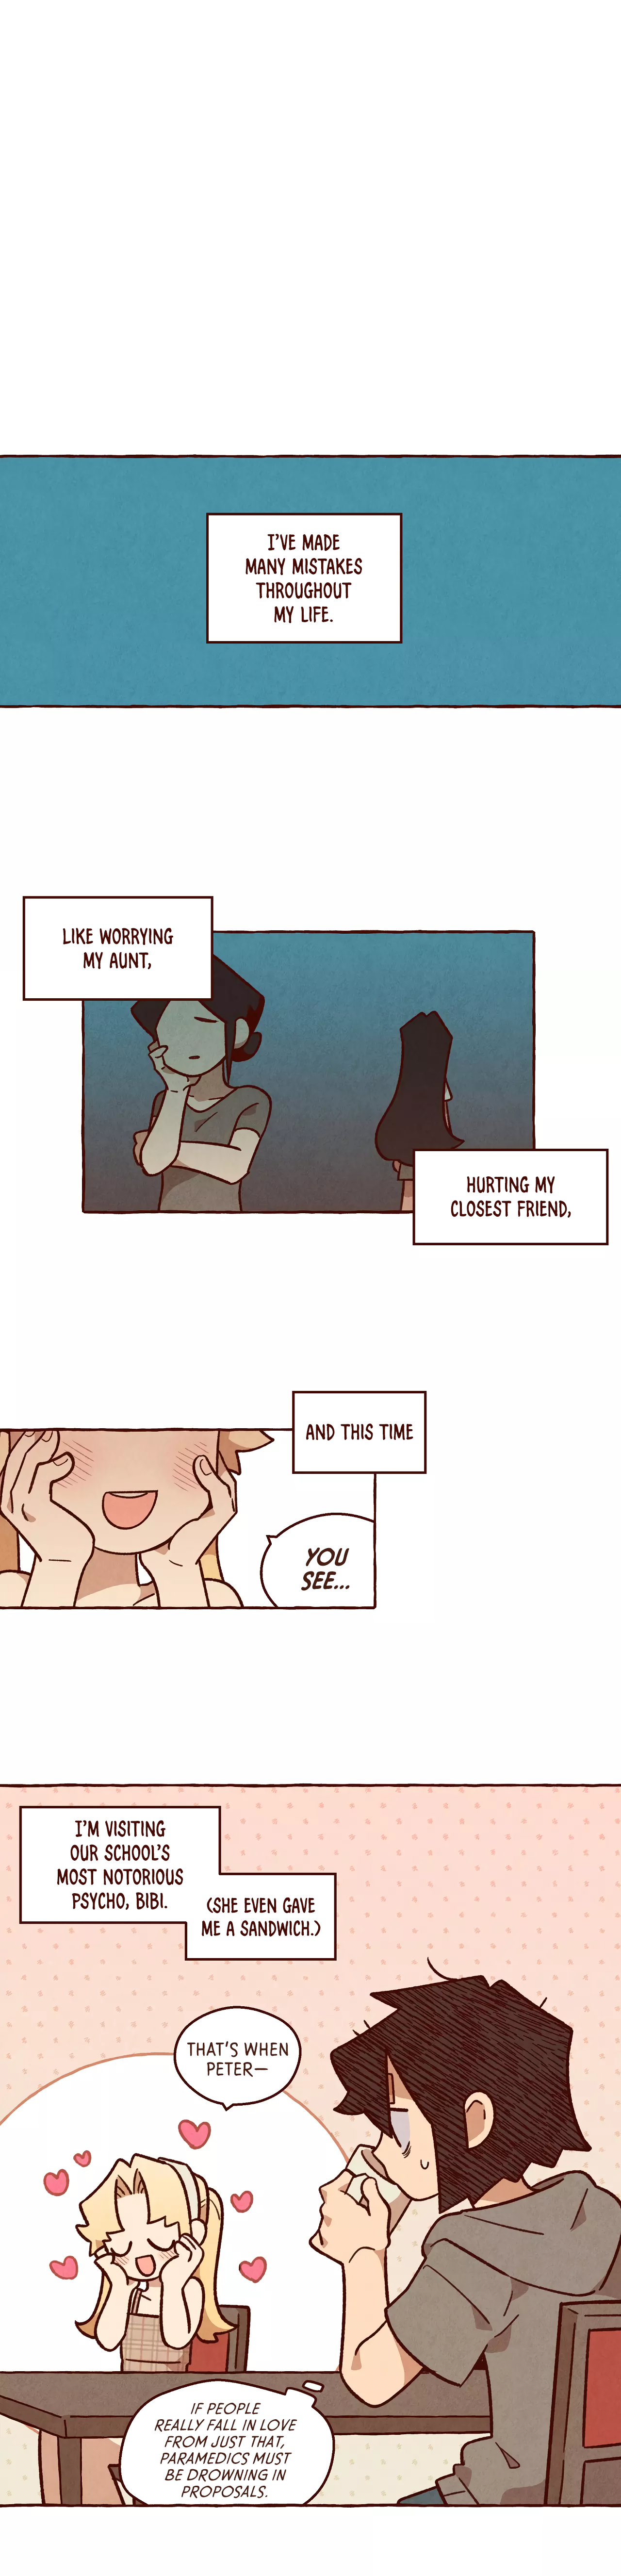 I'VE MADE
MANY MISTAKES
THROUGHOUT
MY LIFE.
LIKE WORRYING
MY AUNT,
HURTING MY
CLOSEST FRIEND,
AND THIS TIME
YOU
SEE...
I'M VISITING
OUR SCHOOL'S
MOST NOTORIOUS
PSYCHO, BIBI.
(SHE EVEN GAVE
ME A SANDWICH.)
THAT'S WHEN
PETER—
IF PEOPLE
REALLY FALL IN LOVE
FROM JUST THAT,
PARAMEDICS MUST
BE DROWNING IN
PROPOSALS.